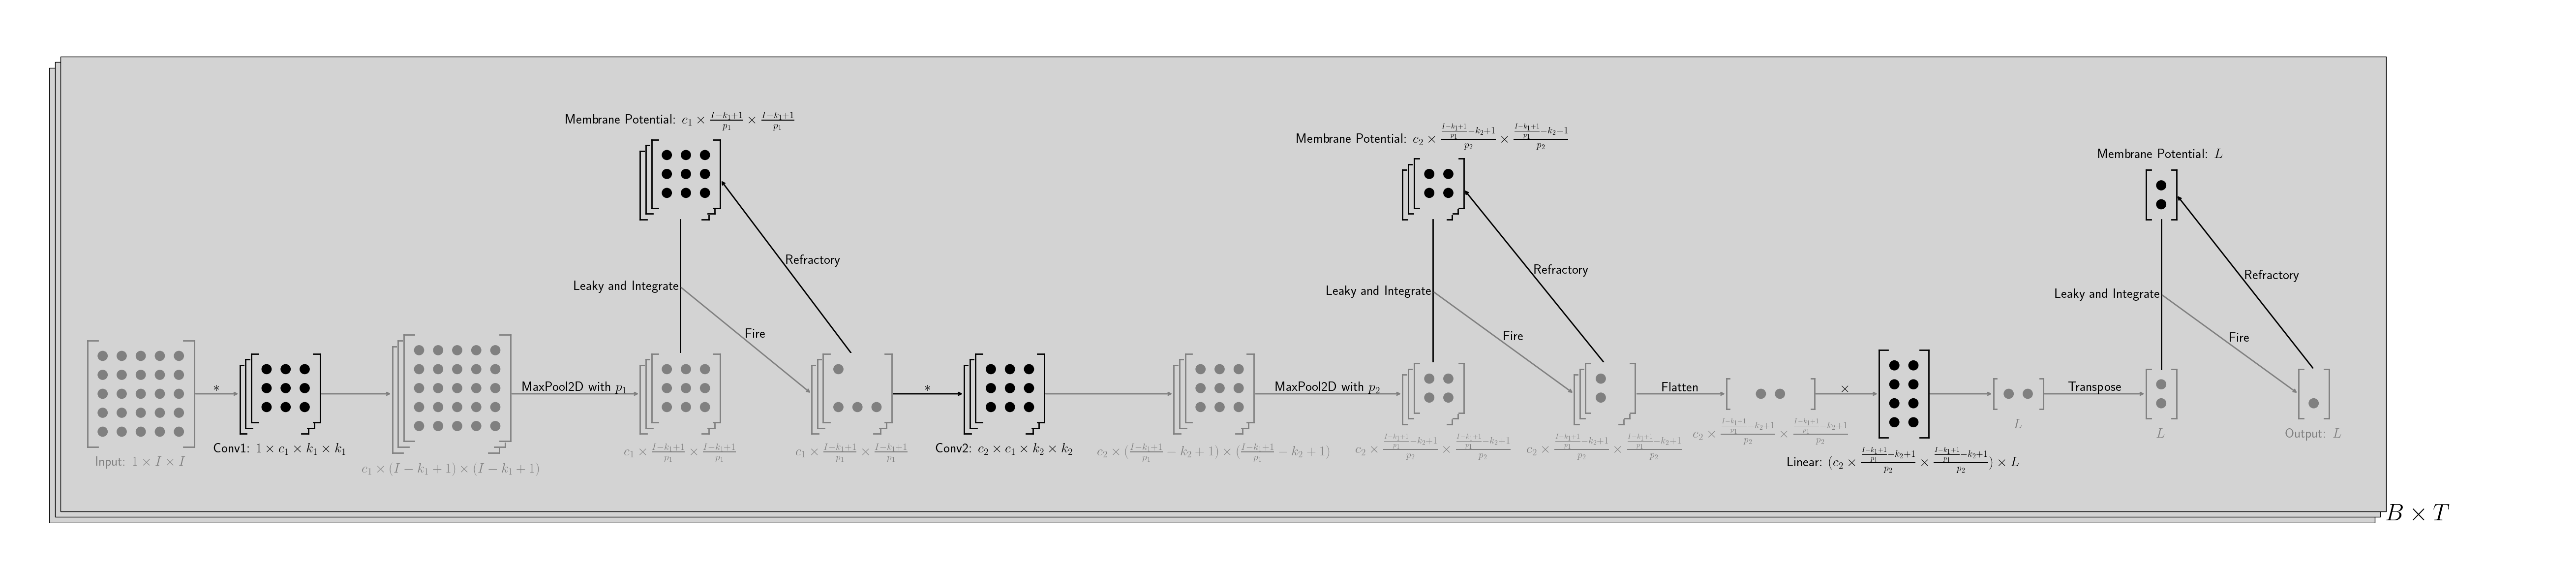 Membrane Potential: $c_1 \times \frac{I-k_1+1}{p_1} \times \frac{I-k_1+1}{p_1}$
Membrane Potential: $c_2 \times \frac{\frac{I-k_1+1}{p_1}-k_2+1}{p_2} \times \frac{\frac{I-k_1+1}{p_1}-k_2+1}{p_2}$
Membrane Potential: $L$
Refractory
Refractory
Refractory
Leaky and Integrate
Leaky and Integrate
Leaky and Integrate
Fire
Fire
Fire
*
MaxPool2D with $p_1$
*
MaxPool2D with $p_2$
Flatten
×
Transpose
Input: $1 \times I \times I$
Conv1: $1 \times c_1 \times k_1 \times k_1$
$c_1 \times (I-k_1+1) \times (I-k_1+1)$
$c_1 \times \frac{I-k_1+1}{p_1} \times \frac{I-k_1+1}{p_1}$
$c_1 \times \frac{I-k_1+1}{p_1} \times \frac{I-k_1+1}{p_1}$
Conv2: $c_2 \times c_1 \times k_2 \times k_2$
$c_2 \times (\frac{I-k_1+1}{p_1}-k_2+1) \times (\frac{I-k_1+1}{p_1}-k_2+1)$
$c_2 \times \frac{\frac{I-k_1+1}{p_1}-k_2+1}{p_2} \times \frac{\frac{I-k_1+1}{p_1}-k_2+1}{p_2}$
$c_2 \times \frac{\frac{I-k_1+1}{p_1}-k_2+1}{p_2} \times \frac{\frac{I-k_1+1}{p_1}-k_2+1}{p_2}$
$c_2 \times \frac{\frac{I-k_1+1}{p_1}-k_2+1}{p_2} \times \frac{\frac{I-k_1+1}{p_1}-k_2+1}{p_2}$
Linear: $(c_2 \times \frac{\frac{I-k_1+1}{p_1}-k_2+1}{p_2} \times \frac{\frac{I-k_1+1}{p_1}-k_2+1}{p_2}) \times L$
$L$
$L$
Output: $L$
$B \times T$